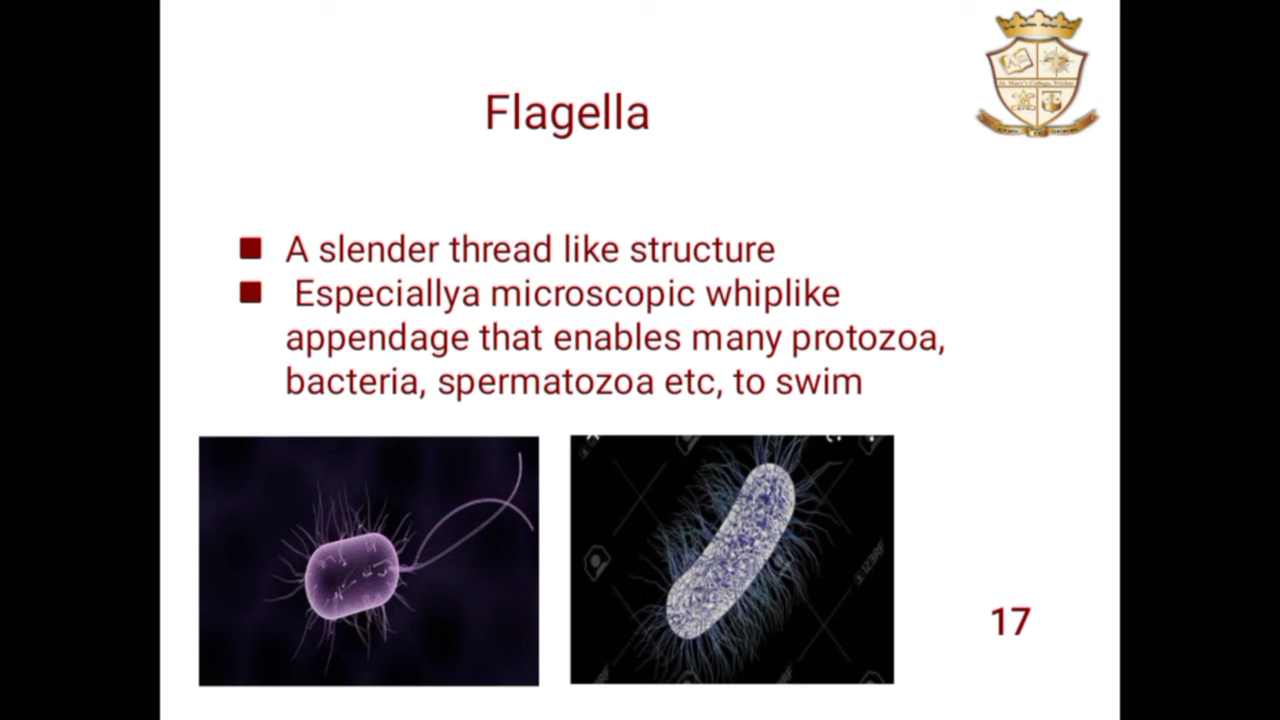 Flagella
A slender thread like structure
Especiallya microscopic whiplike
appendage that enables many protozoa,
bacteria, spermatozoa etc, to swim
17